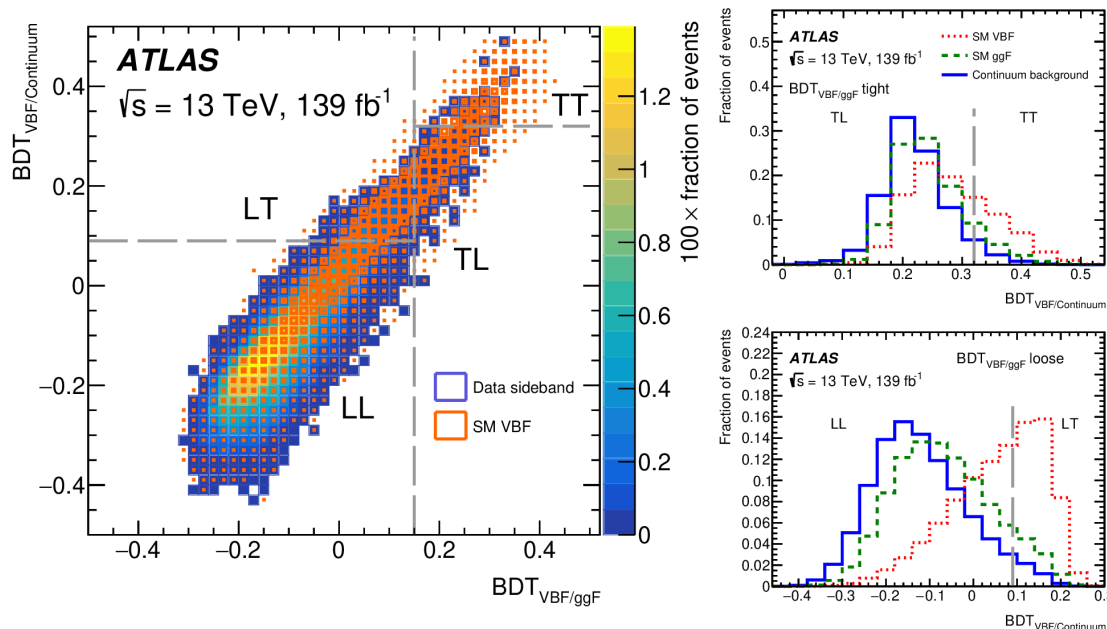 ATLAS
√s = 13 TeV, 139 fb⁻¹
BDT_VBF/Continuum
0.4
0.2
0
−0.2
−0.4
TT
LT
TL
LL
Data sideband
SM VBF
−0.4
−0.2
0
0.2
0.4
BDT_VBF/ggF
1.2
1
0.8
0.6
0.4
0.2
0
100 × fraction of events
Fraction of events
0.5
0.4
0.3
0.2
0.1
0
ATLAS
√s = 13 TeV, 139 fb⁻¹
BDT_VBF/ggF tight
SM VBF
SM ggF
Continuum background
TL
TT
0
0.1
0.2
0.3
0.4
0.5
BDT_VBF/Continuum
Fraction of events
0.24
0.22
0.2
0.18
0.16
0.14
0.12
0.1
0.08
0.06
0.04
0.02
0
ATLAS
√s = 13 TeV, 139 fb⁻¹
BDT_VBF/ggF loose
LL
LT
−0.4
−0.3
−0.2
−0.1
0
0.1
0.2
BDT_VBF/Continuum